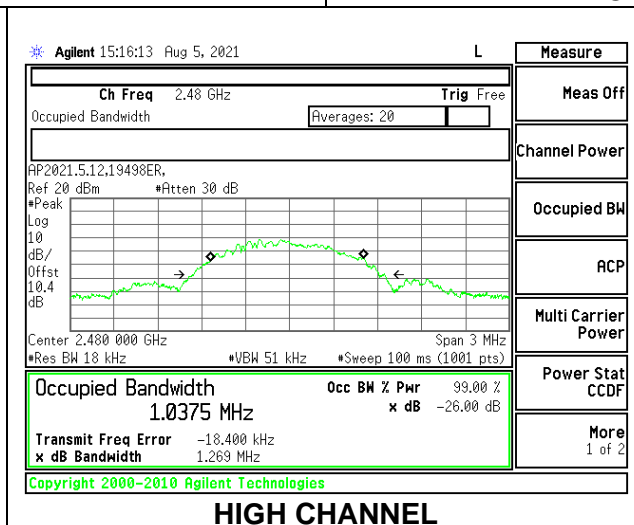 Agilent 15:16:13 Aug 5, 2021 L
Measure
Ch Freq 2.48 GHz Trig Free
Occupied Bandwidth Averages: 20
AP2021.5.12,19498ER,
Ref 20 dBm #Atten 30 dB
#Peak
Log
10
dB/
Offst
10.4
dB
Center 2.480 000 GHz Span 3 MHz
#Res BW 18 kHz #VBW 51 kHz #Sweep 100 ms (1001 pts)
Occupied Bandwidth Occ BW % Pwr 99.00 %
1.0375 MHz x dB -26.00 dB
Transmit Freq Error -18.400 kHz
x dB Bandwidth 1.269 MHz
Copyright 2000-2010 Agilent Technologies
Meas Off
Channel Power
Occupied BW
ACP
Multi Carrier
Power
Power Stat
CCDF
More
1 of 2
HIGH CHANNEL